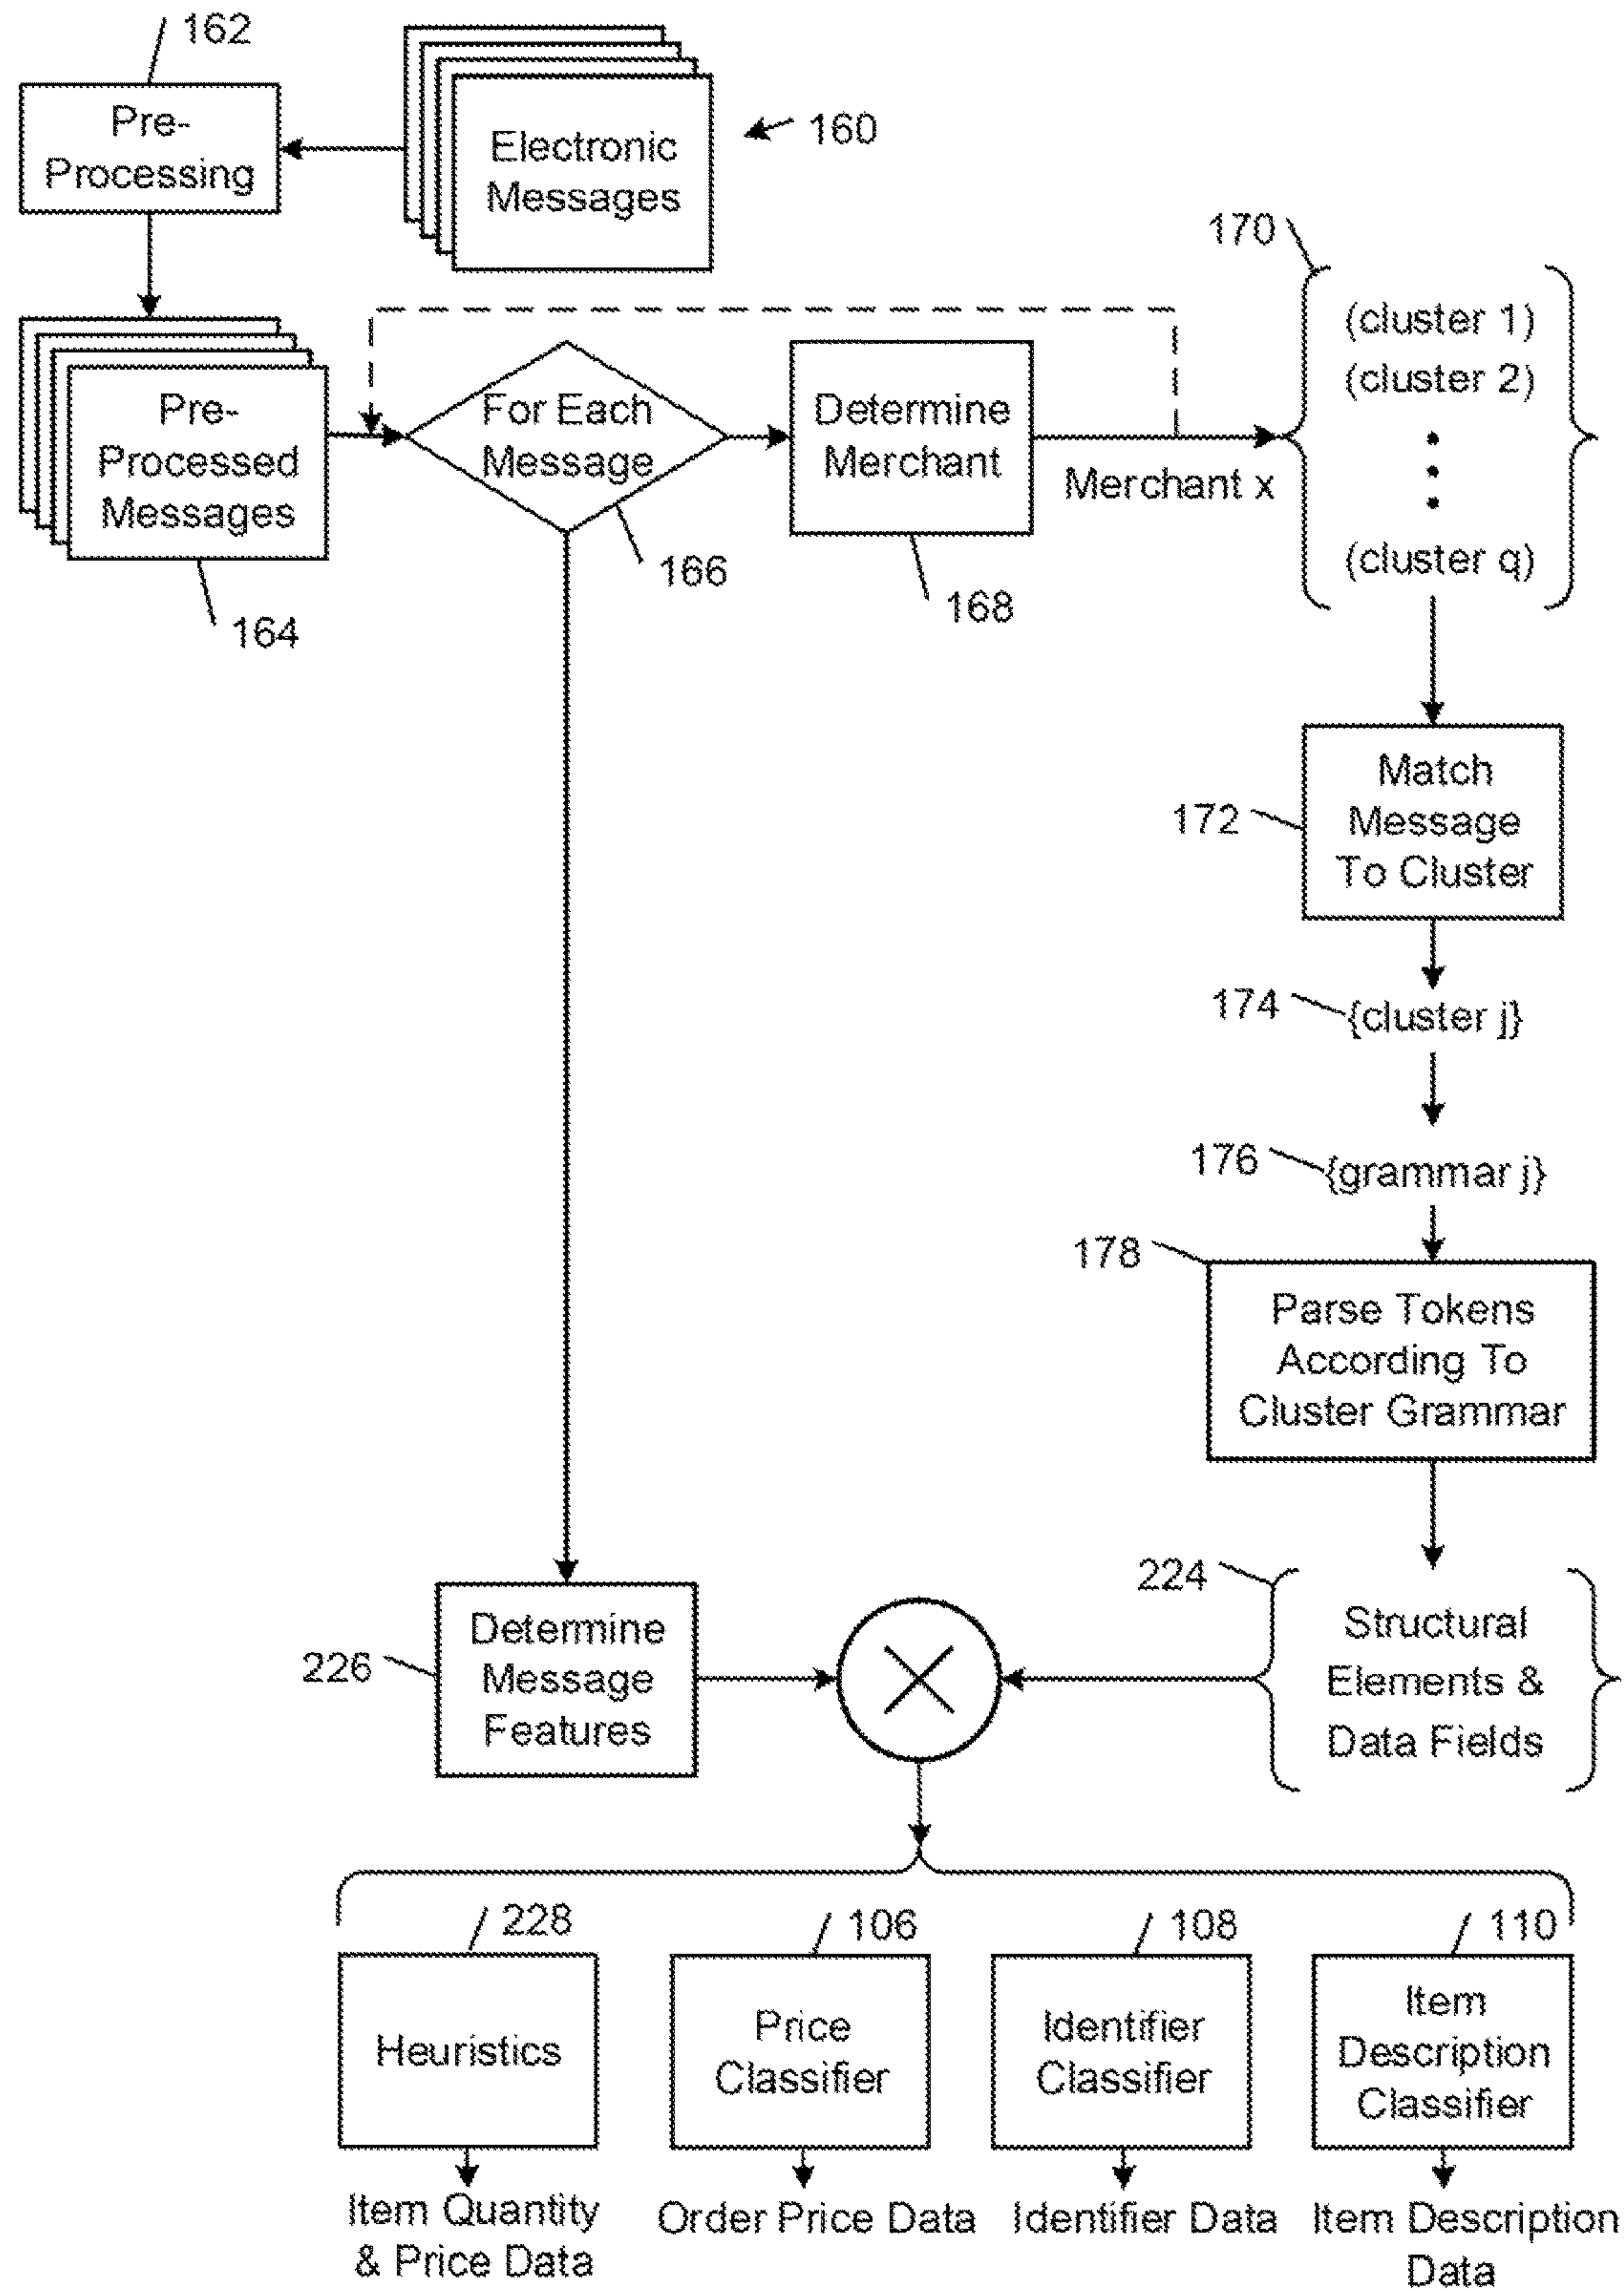 162
Pre-
Processing
Electronic
Messages
160
170
(cluster 1)
(cluster 2)
(cluster q)
Pre-
Processed
Messages
For Each
Message
Determine
Merchant
Merchant x
164
166
168
172
Match
Message
To Cluster
174
{cluster j}
176
{grammar j}
178
Parse Tokens
According To
Cluster Grammar
224
Structural
Elements &
Data Fields
226
Determine
Message
Features
228
106
108
110
Heuristics
Price
Classifier
Identifier
Classifier
Item
Description
Classifier
Item Quantity
& Price Data
Order Price Data
Identifier Data
Item Description
Data